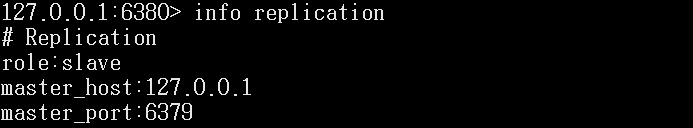 127.0.0.1:6380> info replication
# Replication
role:slave
master_host:127.0.0.1
master_port:6379